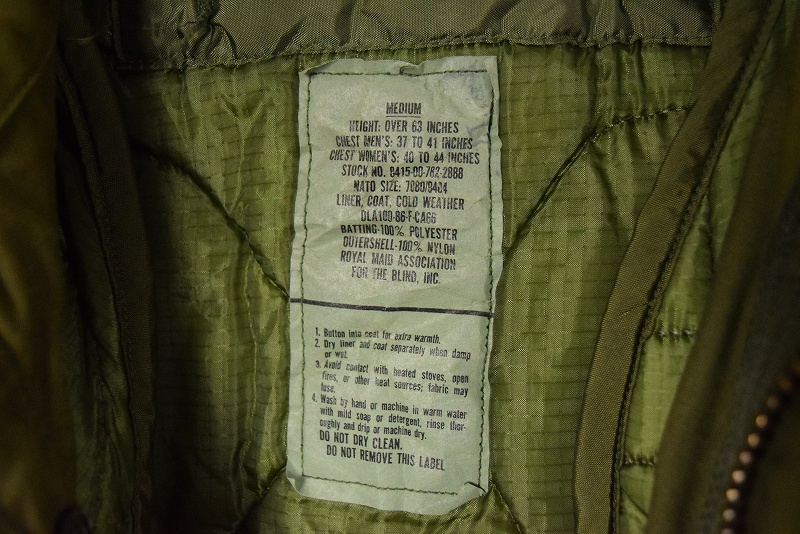 MEDIUM
HEIGHT: OVER 63 INCHES
CHEST MEN'S: 37 TO 41 INCHES
CHEST WOMEN'S: 40 TO 44 INCHES
STOCK NO. 8415-00-782-2888
NATO SIZE: 7080/9404
LINER, COAT, COLD WEATHER
DLA100-86-F-CA66
BATTING-100% POLYESTER
OUTERSHELL-100% NYLON
ROYAL MAID ASSOCIATION
FOR THE BLIND, INC.
1. Button into coat for extra warmth.
2. Dry liner and coat separately when damp
or wet.
3. Avoid contact with heated stoves, open
fires, or other heat sources; fabric may
fuse.
4. Wash by hand or machine in warm water
with mild soap or detergent, rinse thor-
oughly and drip or machine dry.
DO NOT DRY CLEAN.
DO NOT REMOVE THIS LABEL